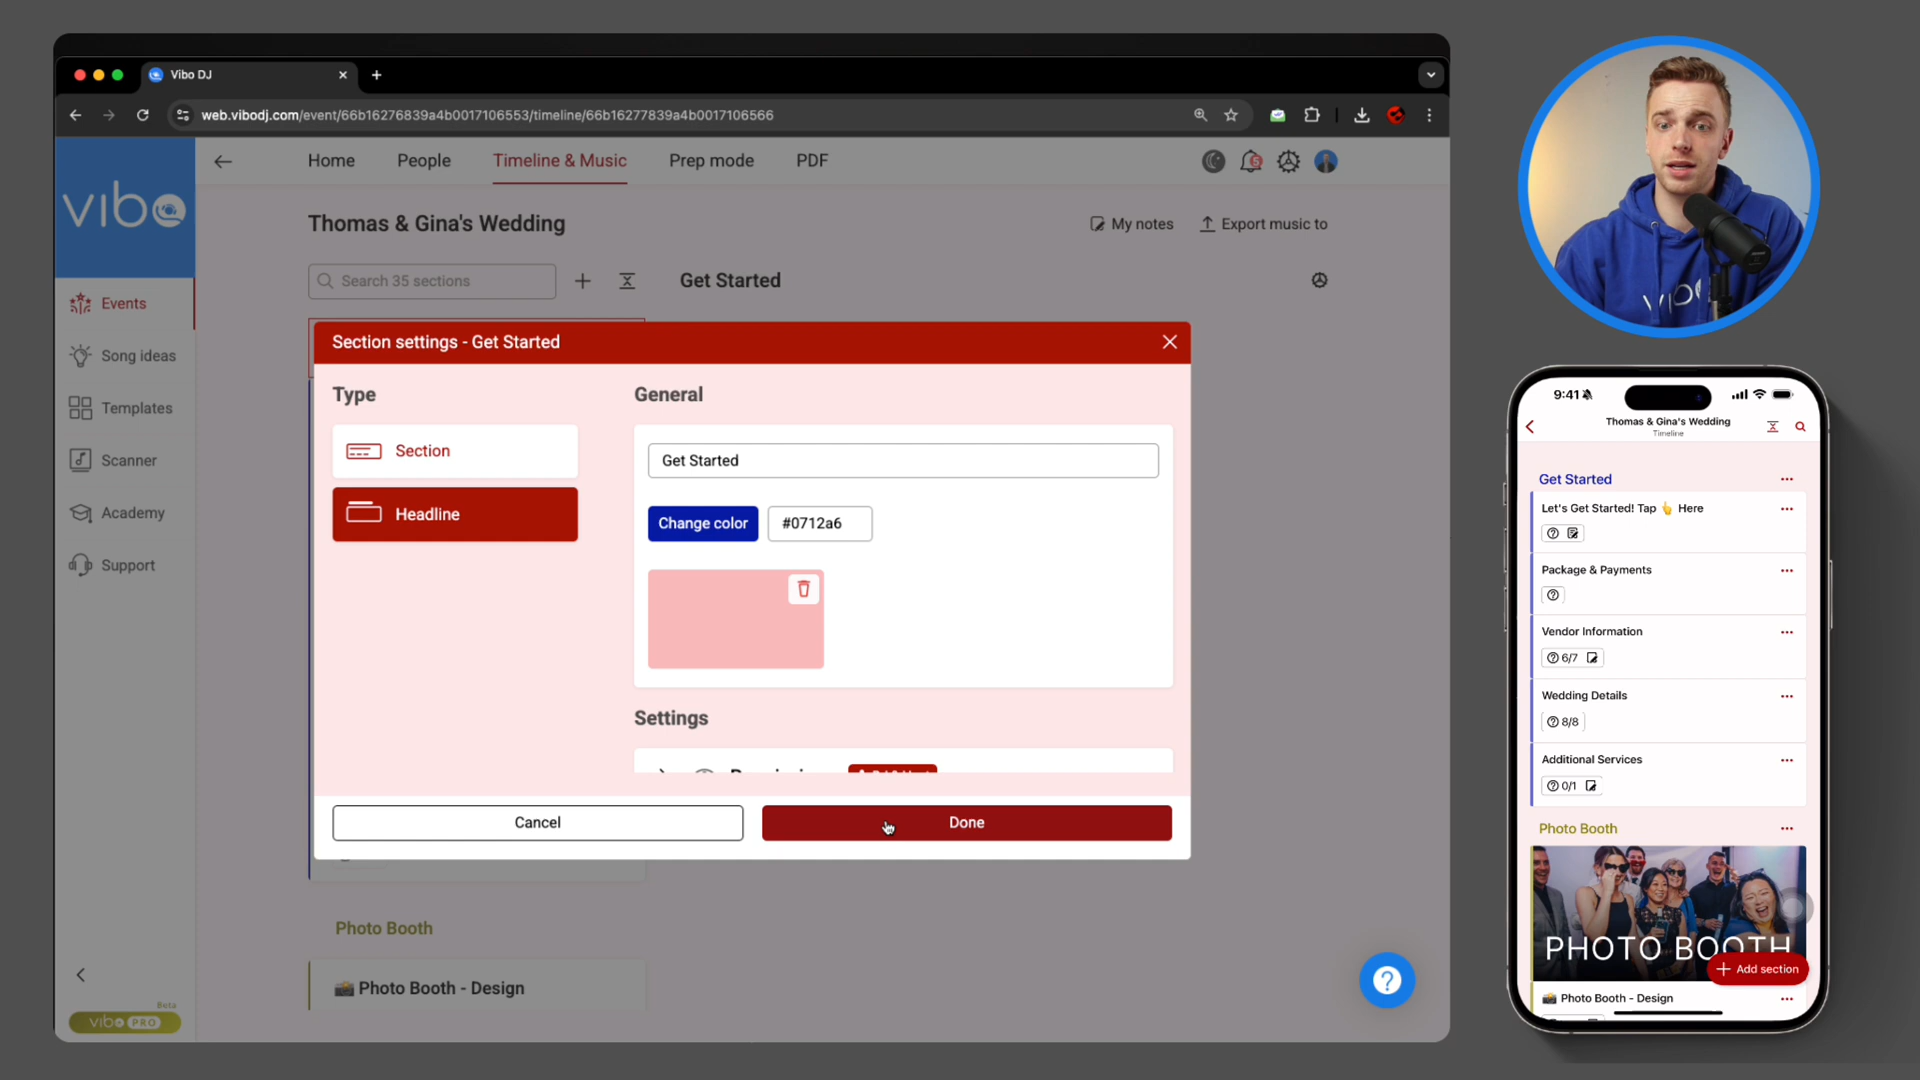 Vibo DJ
web.vibodj.com/event/66b16276839a4b0017106553/timeline/66b16277839a4b0017106566
vibo
Home People Timeline & Music Prep mode PDF
Thomas & Gina's Wedding
My notes Export music to
Search 35 sections
Get Started
Events
Song ideas
Templates
Scanner
Academy
Support
Beta
vibo PRO
Section settings - Get Started
Type
Section
Headline
General
Get Started
Change color #0712a6
Settings
Cancel Done
Photo Booth
📸 Photo Booth - Design
?
9:41
Thomas & Gina's Wedding
Timeline
Get Started
Let's Get Started! Tap 👆 Here
Package & Payments
Vendor Information
6/7
Wedding Details
8/8
Additional Services
0/1
Photo Booth
PHOTO BOOTH
+ Add section
📸 Photo Booth - Design